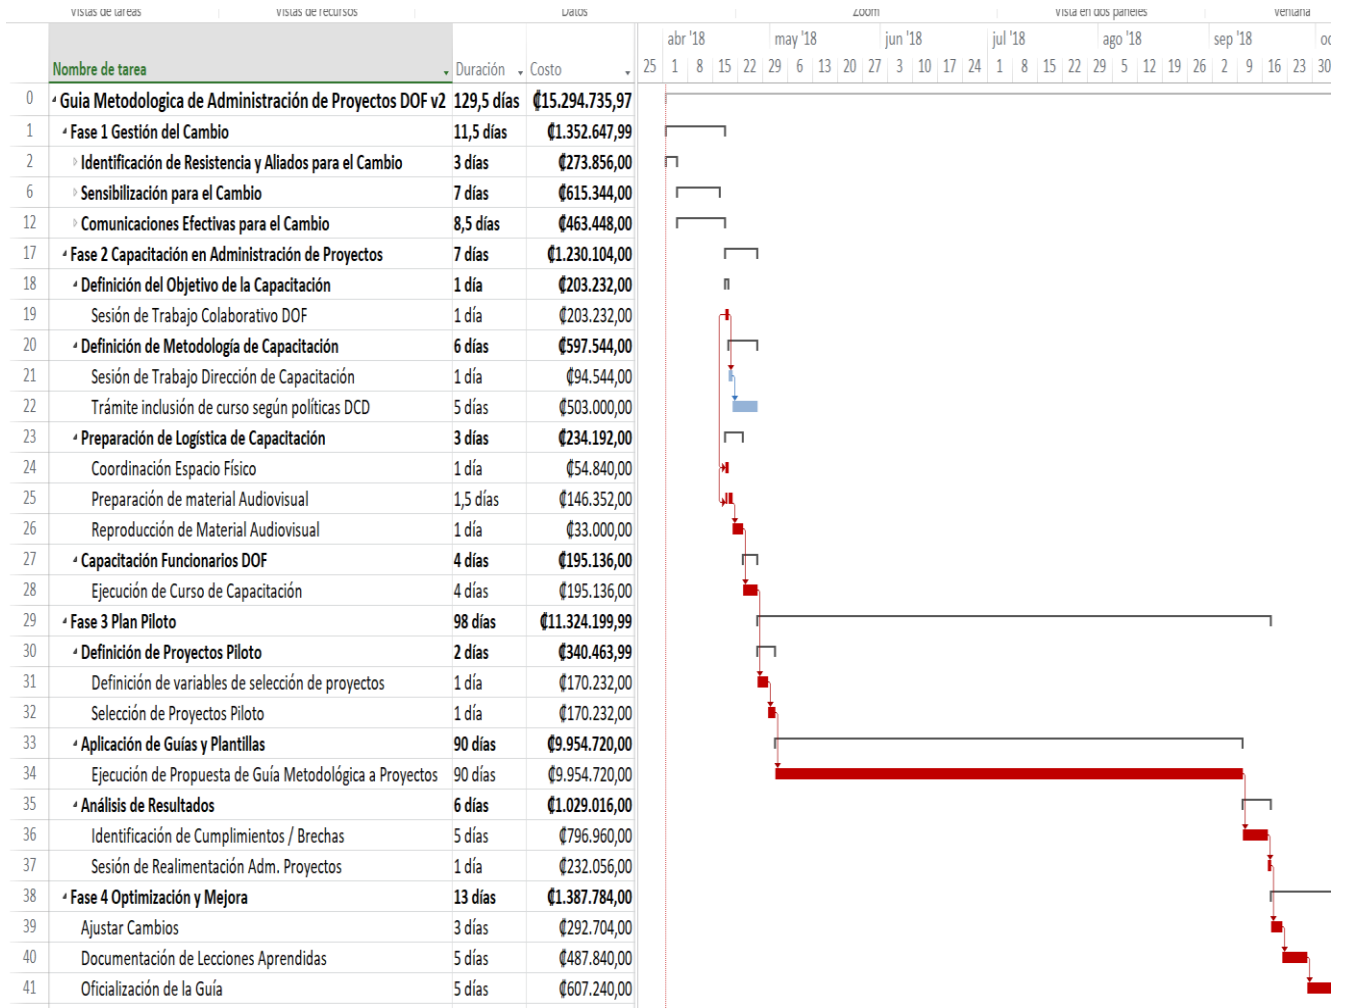 Vistas de tareas Vistas de recursos Datos Zoom Vista en dos paneles Ventana
abr '18 may '18 jun '18 jul '18 ago '18 sep '18 oc
Nombre de tarea Duración Costo 25 1 8 15 22 29 6 13 20 27 3 10 17 24 1 8 15 22 29 5 12 19 26 2 9 16 23 30
0 Guia Metodologica de Administración de Proyectos DOF v2 129,5 días ₡15.294.735,97
1 Fase 1 Gestión del Cambio 11,5 días ₡1.352.647,99
2 Identificación de Resistencia y Aliados para el Cambio 3 días ₡273.856,00
6 Sensibilización para el Cambio 7 días ₡615.344,00
12 Comunicaciones Efectivas para el Cambio 8,5 días ₡463.448,00
17 Fase 2 Capacitación en Administración de Proyectos 7 días ₡1.230.104,00
18 Definición del Objetivo de la Capacitación 1 día ₡203.232,00
19 Sesión de Trabajo Colaborativo DOF 1 día ₡203.232,00
20 Definición de Metodología de Capacitación 6 días ₡597.544,00
21 Sesión de Trabajo Dirección de Capacitación 1 día ₡94.544,00
22 Trámite inclusión de curso según políticas DCD 5 días ₡503.000,00
23 Preparación de Logística de Capacitación 3 días ₡234.192,00
24 Coordinación Espacio Físico 1 día ₡54.840,00
25 Preparación de material Audiovisual 1,5 días ₡146.352,00
26 Reproducción de Material Audiovisual 1 día ₡33.000,00
27 Capacitación Funcionarios DOF 4 días ₡195.136,00
28 Ejecución de Curso de Capacitación 4 días ₡195.136,00
29 Fase 3 Plan Piloto 98 días ₡11.324.199,99
30 Definición de Proyectos Piloto 2 días ₡340.463,99
31 Definición de variables de selección de proyectos 1 día ₡170.232,00
32 Selección de Proyectos Piloto 1 día ₡170.232,00
33 Aplicación de Guías y Plantillas 90 días ₡9.954.720,00
34 Ejecución de Propuesta de Guía Metodológica a Proyectos 90 días ₡9.954.720,00
35 Análisis de Resultados 6 días ₡1.029.016,00
36 Identificación de Cumplimientos / Brechas 5 días ₡796.960,00
37 Sesión de Realimentación Adm. Proyectos 1 día ₡232.056,00
38 Fase 4 Optimización y Mejora 13 días ₡1.387.784,00
39 Ajustar Cambios 3 días ₡292.704,00
40 Documentación de Lecciones Aprendidas 5 días ₡487.840,00
41 Oficialización de la Guía 5 días ₡607.240,00